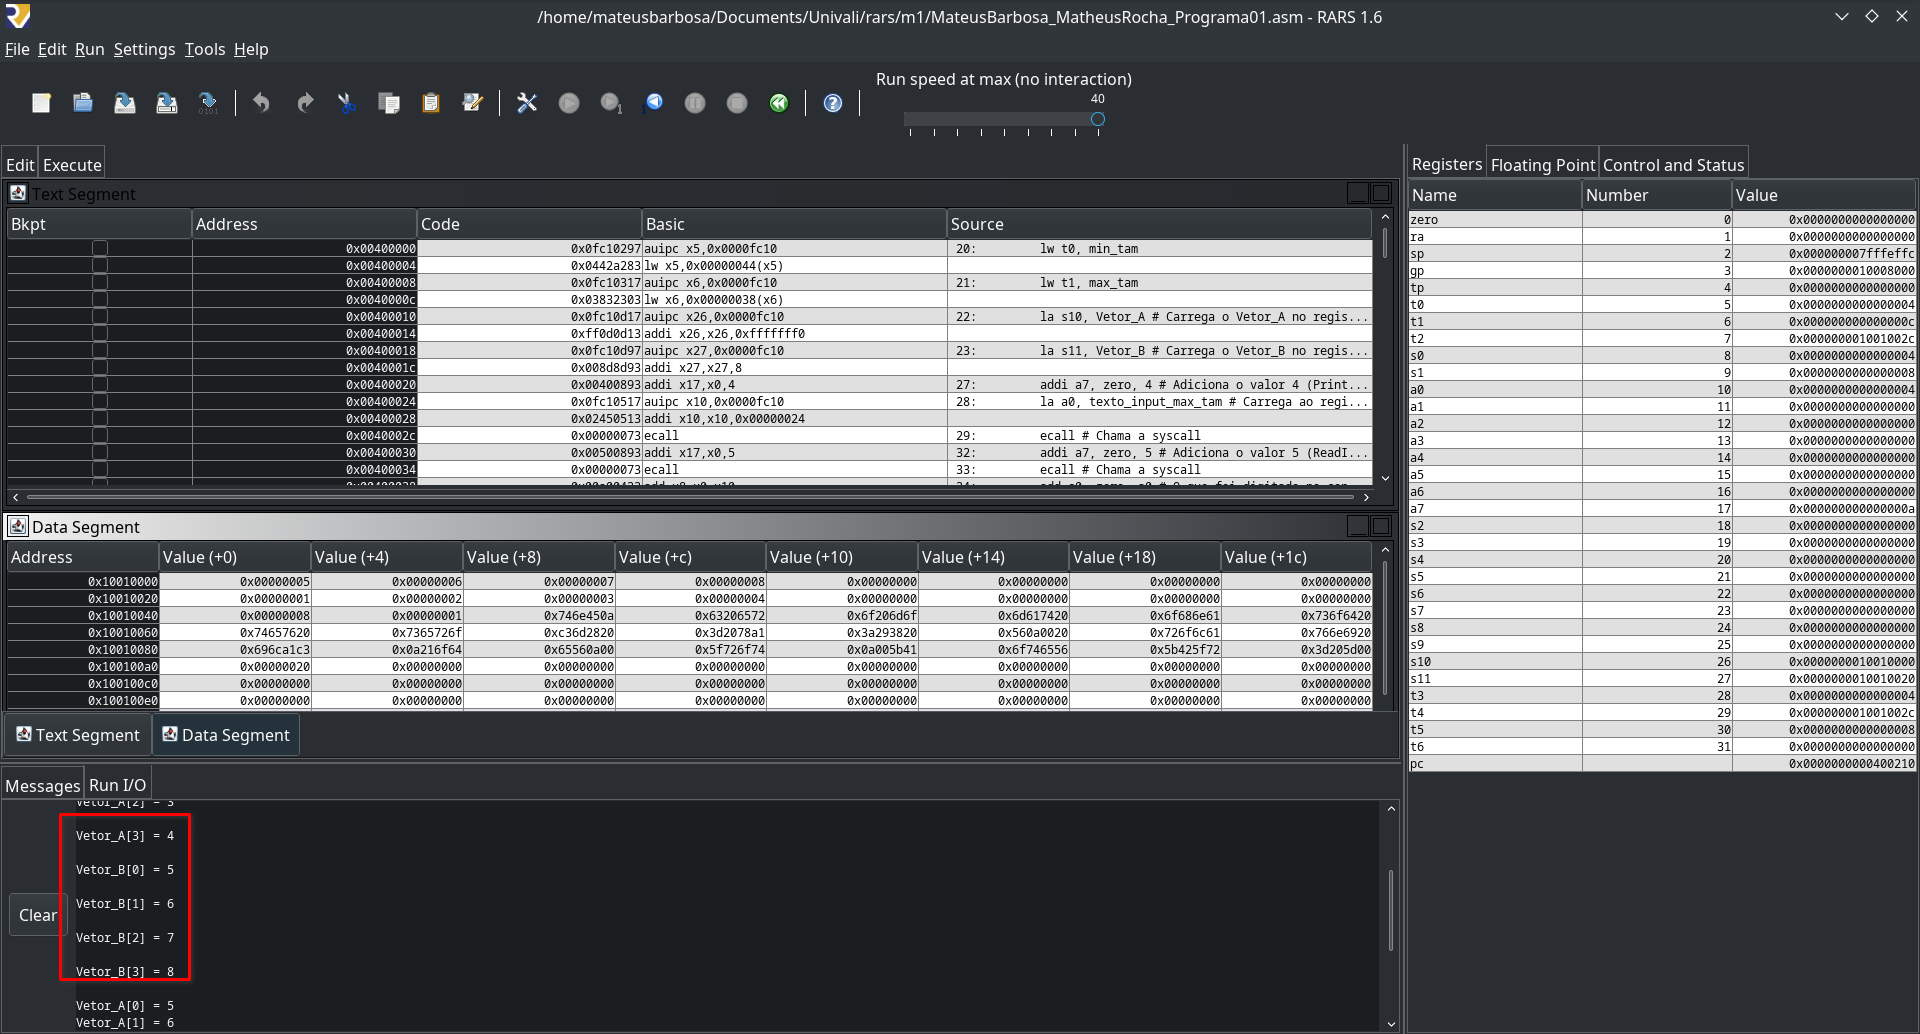 /home/mateusbarbosa/Documents/Univali/rars/m1/MateusBarbosa_MatheusRocha_Programa01.asm - RARS 1.6
File Edit Run Settings Tools Help
Run speed at max (no interaction)
40
Edit Execute
Text Segment
Bkpt Address Code Basic Source
0x00400000 0x0fc10297 auipc x5,0x0000fc10 20: lw t0, min_tam
0x00400004 0x0442a283 lw x5,0x00000044(x5)
0x00400008 0x0fc10317 auipc x6,0x0000fc10 21: lw t1, max_tam
0x0040000c 0x03832303 lw x6,0x00000038(x6)
0x00400010 0x0fc10d17 auipc x26,0x0000fc10 22: la s10, Vetor_A # Carrega o Vetor_A no regis...
0x00400014 0xff0d0d13 addi x26,x26,0xfffffff0
0x00400018 0x0fc10d97 auipc x27,0x0000fc10 23: la s11, Vetor_B # Carrega o Vetor_B no regis...
0x0040001c 0x008d8d93 addi x27,x27,8
0x00400020 0x00400893 addi x17,x0,4 27: addi a7, zero, 4 # Adiciona o valor 4 (Print...
0x00400024 0x0fc10517 auipc x10,0x0000fc10 28: la a0, texto_input_max_tam # Carrega ao regi...
0x00400028 0x02450513 addi x10,x10,0x00000024
0x0040002c 0x00000073 ecall 29: ecall # Chama a syscall
0x00400030 0x00500893 addi x17,x0,5 32: addi a7, zero, 5 # Adiciona o valor 5 (ReadI...
0x00400034 0x00000073 ecall 33: ecall # Chama a syscall
Data Segment
Address Value (+0) Value (+4) Value (+8) Value (+c) Value (+10) Value (+14) Value (+18) Value (+1c)
0x10010000 0x00000005 0x00000006 0x00000007 0x00000008 0x00000000 0x00000000 0x00000000 0x00000000
0x10010020 0x00000001 0x00000002 0x00000003 0x00000004 0x00000000 0x00000000 0x00000000 0x00000000
0x10010040 0x00000008 0x00000001 0x746e450a 0x63206572 0x6f206d6f 0x6d617420 0x6f686e61 0x736f6420
0x10010060 0x74657620 0x7365726f 0xc36d2820 0x3d2078a1 0x3a293820 0x560a0020 0x726f6c61 0x766e6920
0x10010080 0x696ca1c3 0x0a216f64 0x65560a00 0x5f726f74 0x0a005b41 0x6f746556 0x5b425f72 0x3d205d00
0x100100a0 0x00000020 0x00000000 0x00000000 0x00000000 0x00000000 0x00000000 0x00000000 0x00000000
0x100100c0 0x00000000 0x00000000 0x00000000 0x00000000 0x00000000 0x00000000 0x00000000 0x00000000
0x100100e0 0x00000000 0x00000000 0x00000000 0x00000000 0x00000000 0x00000000 0x00000000 0x00000000
Text Segment Data Segment
Messages Run I/O
Clear
Vetor_A[2] = 3
Vetor_A[3] = 4
Vetor_B[0] = 5
Vetor_B[1] = 6
Vetor_B[2] = 7
Vetor_B[3] = 8
Vetor_A[0] = 5
Vetor_A[1] = 6
Registers Floating Point Control and Status
Name Number Value
zero 0 0x0000000000000000
ra 1 0x0000000000000000
sp 2 0x000000007fffeffc
gp 3 0x0000000010008000
tp 4 0x0000000000000000
t0 5 0x0000000000000004
t1 6 0x000000000000000c
t2 7 0x000000001001002c
s0 8 0x0000000000000004
s1 9 0x0000000000000008
a0 10 0x0000000000000004
a1 11 0x0000000000000000
a2 12 0x0000000000000000
a3 13 0x0000000000000000
a4 14 0x0000000000000000
a5 15 0x0000000000000000
a6 16 0x0000000000000000
a7 17 0x000000000000000a
s2 18 0x0000000000000000
s3 19 0x0000000000000000
s4 20 0x0000000000000000
s5 21 0x0000000000000000
s6 22 0x0000000000000000
s7 23 0x0000000000000000
s8 24 0x0000000000000000
s9 25 0x0000000000000000
s10 26 0x0000000010010000
s11 27 0x0000000010010020
t3 28 0x0000000000000004
t4 29 0x000000001001002c
t5 30 0x0000000000000008
t6 31 0x0000000000000000
pc 0x0000000000400210